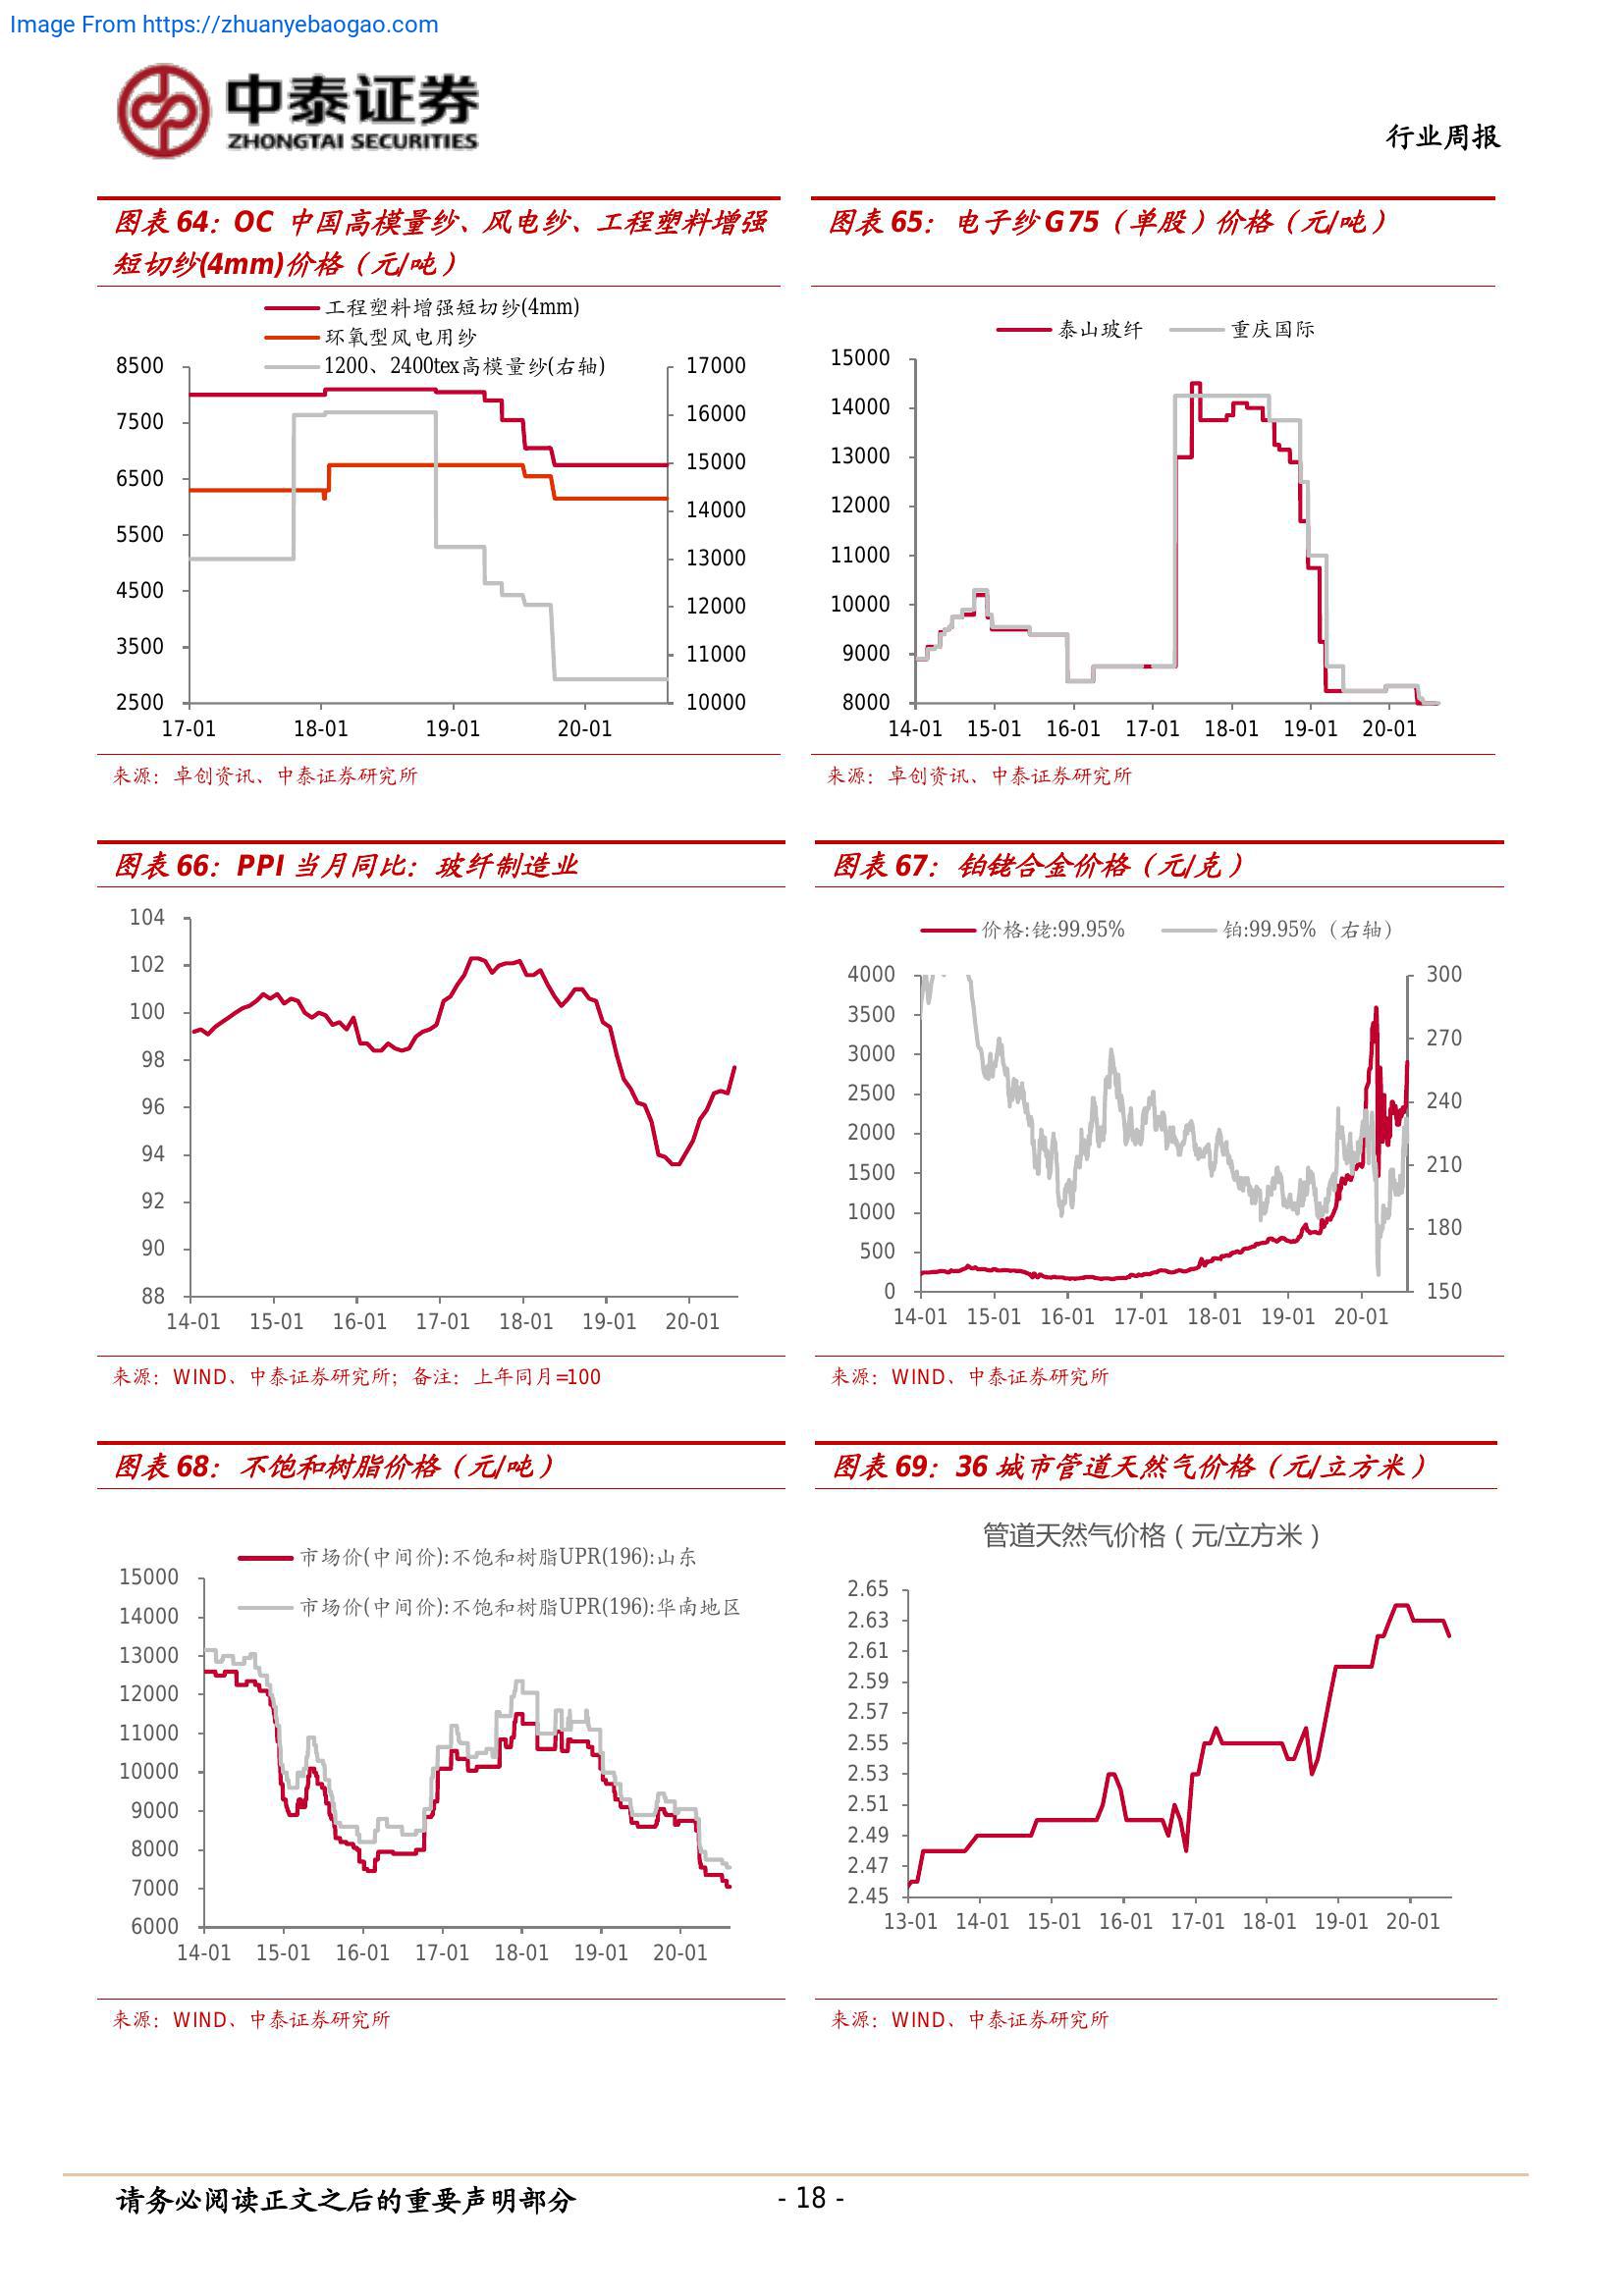 Image From https://zhuanyebaogao.com
中泰证券
ZHONGTAI SECURITIES
行业周报
图表 64：OC 中国高模量纱、风电纱、工程塑料增强
短切纱(4mm)价格（元/吨）
工程塑料增强短切纱(4mm)
环氧型风电用纱
1200、2400tex高模量纱(右轴)
8500
7500
6500
5500
4500
3500
2500
17000
16000
15000
14000
13000
12000
11000
10000
17-01 18-01 19-01 20-01
来源：卓创资讯、中泰证券研究所
图表 65：电子纱 G75（单股）价格（元/吨）
泰山玻纤 重庆国际
15000
14000
13000
12000
11000
10000
9000
8000
14-01 15-01 16-01 17-01 18-01 19-01 20-01
来源：卓创资讯、中泰证券研究所
图表 66：PPI 当月同比：玻纤制造业
104
102
100
98
96
94
92
90
88
14-01 15-01 16-01 17-01 18-01 19-01 20-01
来源：WIND、中泰证券研究所；备注：上年同月=100
图表 67：铂铑合金价格（元/克）
价格:铑:99.95% 铂:99.95%（右轴）
4000
3500
3000
2500
2000
1500
1000
500
0
300
270
240
210
180
150
14-01 15-01 16-01 17-01 18-01 19-01 20-01
来源：WIND、中泰证券研究所
图表 68：不饱和树脂价格（元/吨）
市场价(中间价):不饱和树脂UPR(196):山东
市场价(中间价):不饱和树脂UPR(196):华南地区
15000
14000
13000
12000
11000
10000
9000
8000
7000
6000
14-01 15-01 16-01 17-01 18-01 19-01 20-01
来源：WIND、中泰证券研究所
图表 69：36 城市管道天然气价格（元/立方米）
管道天然气价格（元/立方米）
2.65
2.63
2.61
2.59
2.57
2.55
2.53
2.51
2.49
2.47
2.45
13-01 14-01 15-01 16-01 17-01 18-01 19-01 20-01
来源：WIND、中泰证券研究所
请务必阅读正文之后的重要声明部分
- 18 -